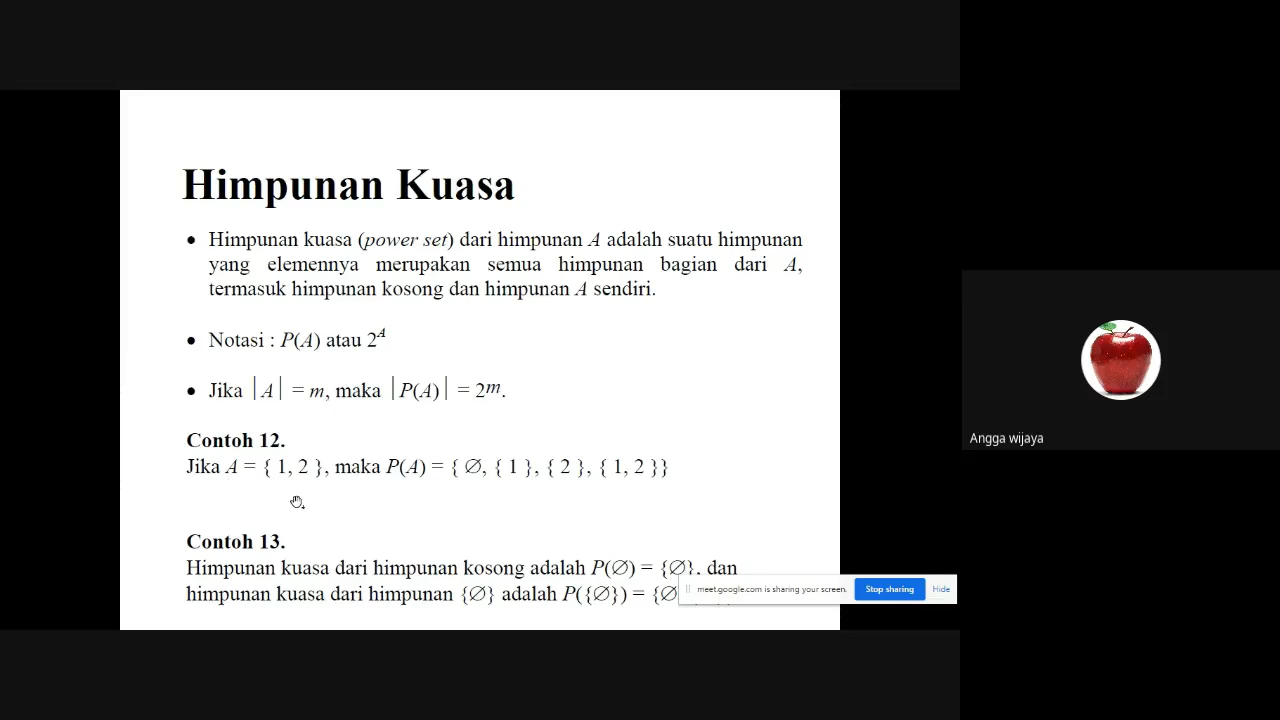 Himpunan Kuasa
• Himpunan kuasa (power set) dari himpunan A adalah suatu himpunan
yang elemennya merupakan semua himpunan bagian dari A,
termasuk himpunan kosong dan himpunan A sendiri.
• Notasi : P(A) atau 2^A
• Jika |A| = m, maka |P(A)| = 2^m.
Contoh 12.
Jika A = { 1, 2 }, maka P(A) = { ∅, { 1 }, { 2 }, { 1, 2 }}
Contoh 13.
Himpunan kuasa dari himpunan kosong adalah P(∅) = {∅}, dan
himpunan kuasa dari himpunan {∅} adalah P({∅}) = {∅
meet.google.com is sharing your screen.
Stop sharing
Hide
Angga wijaya